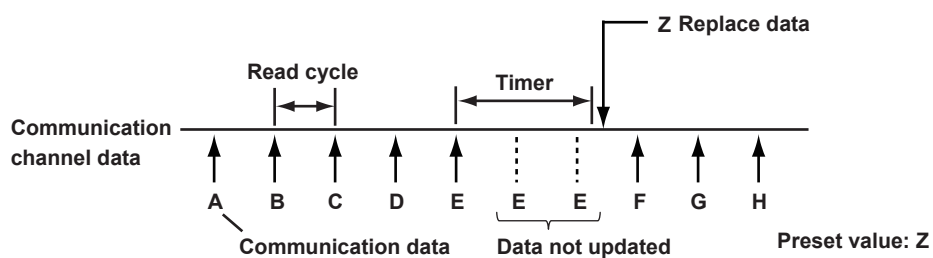 Z Replace data
Read cycle
Timer
Communication
channel data
A B C D E E E F G H
Communication data
Data not updated
Preset value: Z